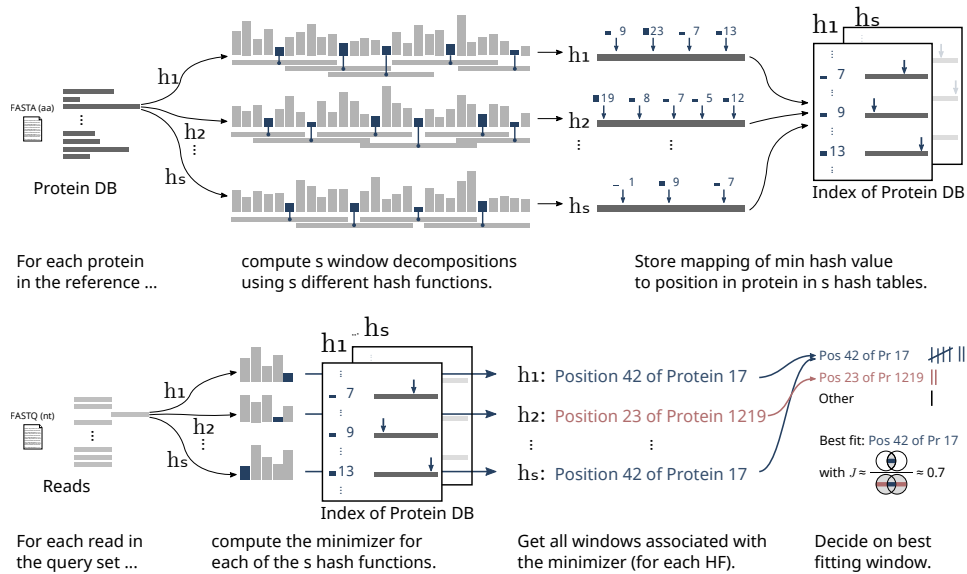 h₁ hₛ
9 23 7 13
h₁
h₁
FASTA (aa)
7
19 8 7 5 12
h₂
⋮
h₂
⋮
9
hₛ
13
Protein DB
1 9 7
hₛ
Index of Protein DB
For each protein
in the reference ...
compute s window decompositions
using s different hash functions.
Store mapping of min hash value
to position in protein in s hash tables.
h₁ ... hₛ
h₁
7
h₁: Position 42 of Protein 17
Pos 42 of Pr 17
Pos 23 of Pr 1219
Other
FASTQ (nt)
h₂
⋮
9
h₂: Position 23 of Protein 1219
⋮ ⋮
Best fit: Pos 42 of Pr 17
hₛ
13
hₛ: Position 42 of Protein 17
with J ≈ ≈ 0.7
Reads
Index of Protein DB
For each read in
the query set ...
compute the minimizer for
each of the s hash functions.
Get all windows associated with
the minimizer (for each HF).
Decide on best
fitting window.